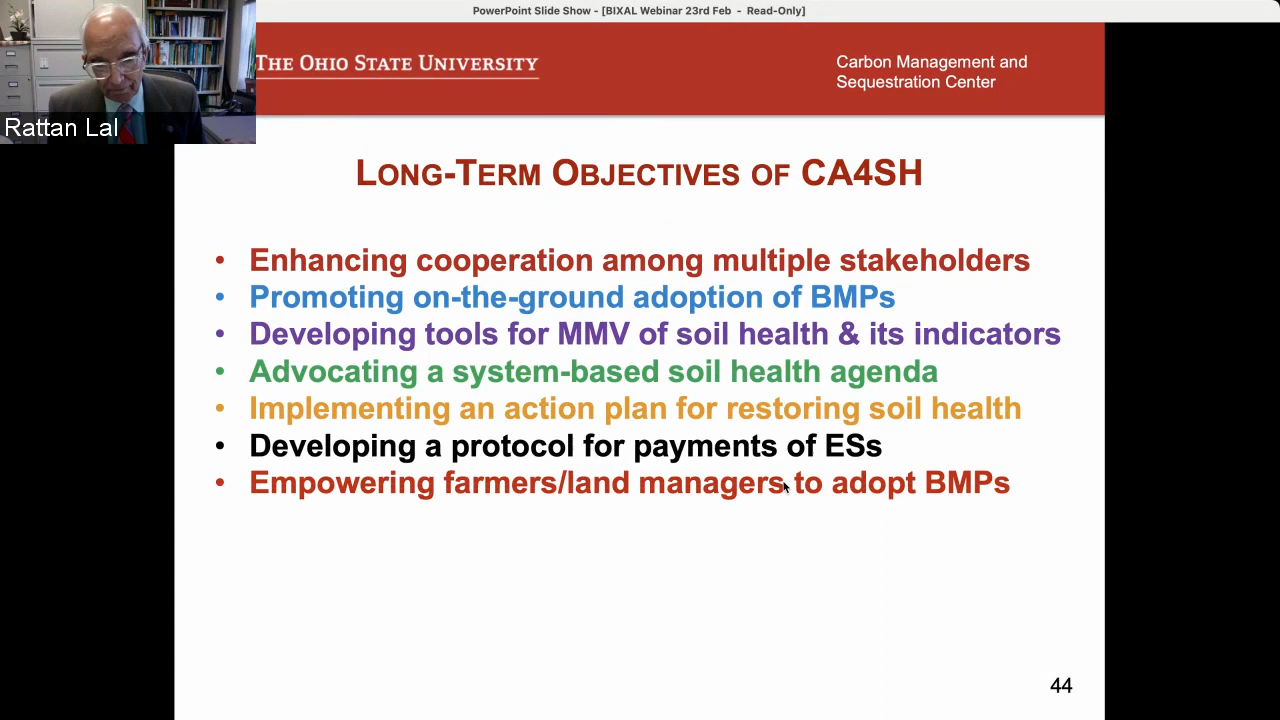 PowerPoint Slide Show - [BIXAL Webinar 23rd Feb - Read-Only]
THE OHIO STATE UNIVERSITY
Carbon Management and
Sequestration Center
Rattan Lal
LONG-TERM OBJECTIVES OF CA4SH
• Enhancing cooperation among multiple stakeholders
• Promoting on-the-ground adoption of BMPs
• Developing tools for MMV of soil health & its indicators
• Advocating a system-based soil health agenda
• Implementing an action plan for restoring soil health
• Developing a protocol for payments of ESs
• Empowering farmers/land managers to adopt BMPs
44